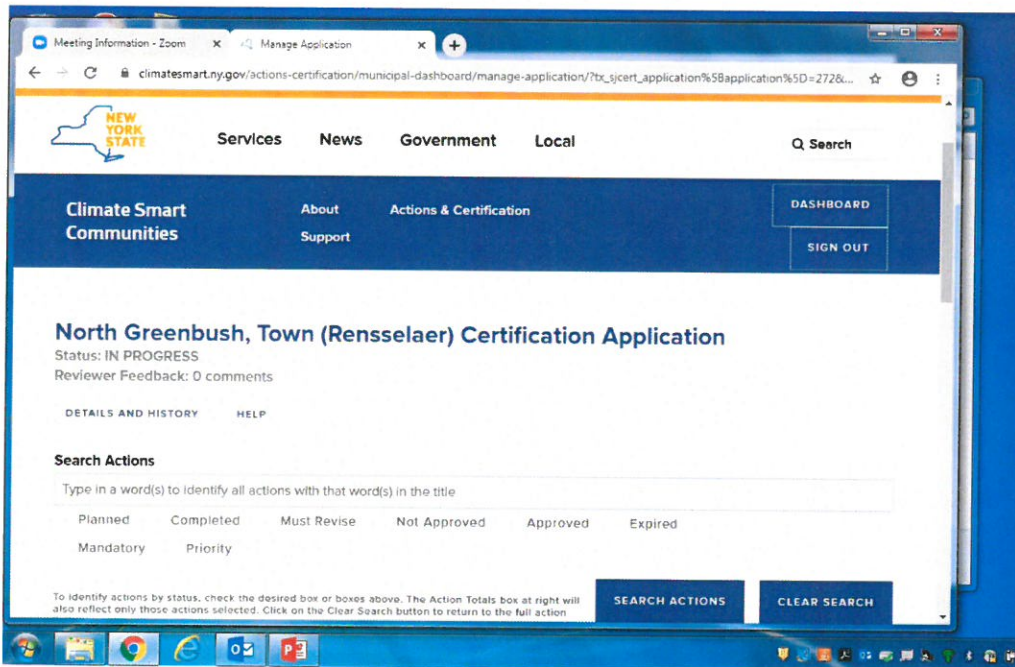 Meeting Information - Zoom
Manage Application
climatesmart.ny.gov/actions-certification/municipal-dashboard/manage-application/?tx_sjcert_application%5Bapplication%5D=272&...
NEW
YORK
STATE
Services News Government Local Search
Climate Smart
Communities
About Actions & Certification
Support
DASHBOARD
SIGN OUT
North Greenbush, Town (Rensselaer) Certification Application
Status: IN PROGRESS
Reviewer Feedback: 0 comments
DETAILS AND HISTORY HELP
Search Actions
Type in a word(s) to identify all actions with that word(s) in the title
Planned Completed Must Revise Not Approved Approved Expired
Mandatory Priority
To identify actions by status, check the desired box or boxes above. The Action Totals box at right will
also reflect only those actions selected. Click on the Clear Search button to return to the full action
SEARCH ACTIONS CLEAR SEARCH